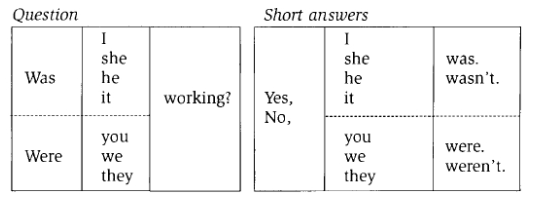 Question
Was
I
she
he
it
working?
Were
you
we
they
Short answers
Yes,
No,
I
she
he
it
was.
wasn't.
you
we
they
were.
weren't.